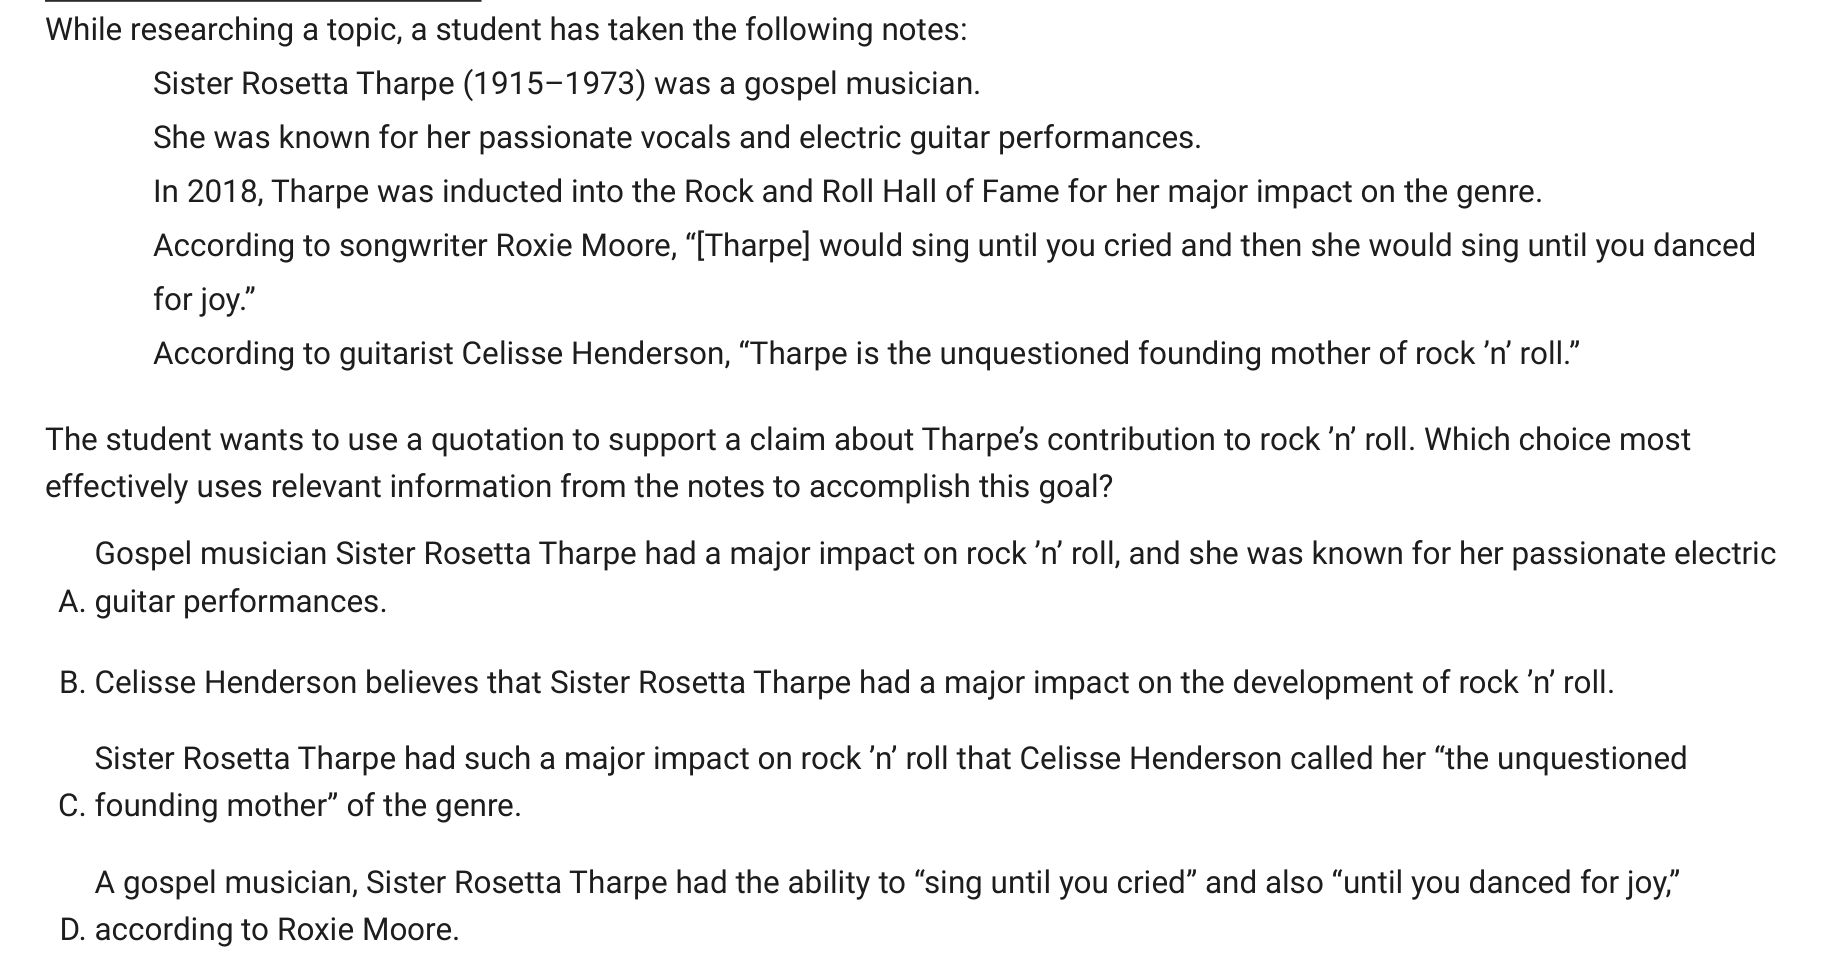 While researching a topic, a student has taken the following notes:
Sister Rosetta Tharpe (1915–1973) was a gospel musician.
She was known for her passionate vocals and electric guitar performances.
In 2018, Tharpe was inducted into the Rock and Roll Hall of Fame for her major impact on the genre.
According to songwriter Roxie Moore, “[Tharpe] would sing until you cried and then she would sing until you danced
for joy.”
According to guitarist Celisse Henderson, “Tharpe is the unquestioned founding mother of rock ’n’ roll.”
The student wants to use a quotation to support a claim about Tharpe’s contribution to rock ’n’ roll. Which choice most
effectively uses relevant information from the notes to accomplish this goal?
Gospel musician Sister Rosetta Tharpe had a major impact on rock ’n’ roll, and she was known for her passionate electric
A. guitar performances.
B. Celisse Henderson believes that Sister Rosetta Tharpe had a major impact on the development of rock ’n’ roll.
Sister Rosetta Tharpe had such a major impact on rock ’n’ roll that Celisse Henderson called her “the unquestioned
C. founding mother” of the genre.
A gospel musician, Sister Rosetta Tharpe had the ability to “sing until you cried” and also “until you danced for joy,”
D. according to Roxie Moore.